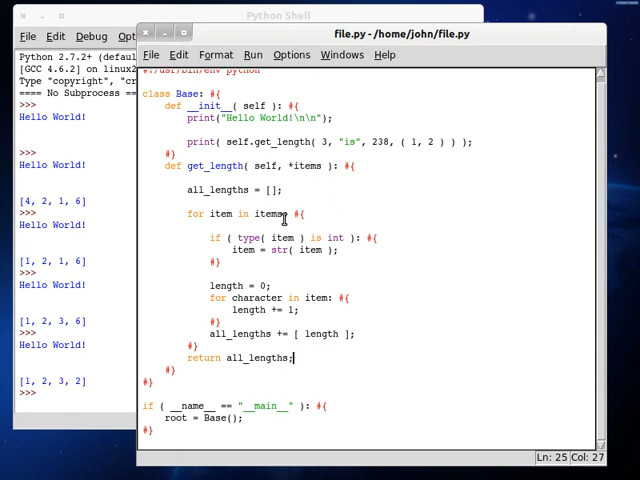 Python Shell
File Edit Debug Opt
Python 2.7.2+ (defau
[GCC 4.6.2] on linux2
Type "copyright", "cr
==== No Subprocess ==
>>>
Hello World!
>>>
Hello World!
[4, 2, 1, 6]
>>>
Hello World!
[1, 2, 1, 6]
>>>
Hello World!
[1, 2, 3, 6]
>>>
Hello World!
[1, 2, 3, 2]
>>>
file.py - /home/john/file.py
File Edit Format Run Options Windows Help
#!/usr/bin/env python
class Base: #{
def __init__( self ): #{
print("Hello World!\n\n");
print( self.get_length( 3, "is", 238, ( 1, 2 ) ) );
#}
def get_length( self, *items ): #{
all_lengths = [];
for item in items: #{
if ( type( item ) is int ): #{
item = str( item );
#}
length = 0;
for character in item: #{
length += 1;
#}
all_lengths += [ length ];
#}
return all_lengths;
#}
#}
if ( __name__ == "__main__" ): #{
root = Base();
#}
Ln: 25 Col: 27